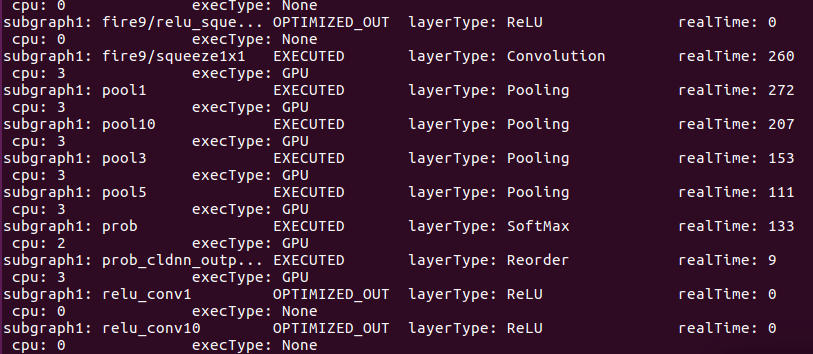 cpu: 0 execType: None
subgraph1: fire9/relu_sque... OPTIMIZED_OUT layerType: ReLU realTime: 0
cpu: 0 execType: None
subgraph1: fire9/squeeze1x1 EXECUTED layerType: Convolution realTime: 260
cpu: 3 execType: GPU
subgraph1: pool1 EXECUTED layerType: Pooling realTime: 272
cpu: 3 execType: GPU
subgraph1: pool10 EXECUTED layerType: Pooling realTime: 207
cpu: 3 execType: GPU
subgraph1: pool3 EXECUTED layerType: Pooling realTime: 153
cpu: 3 execType: GPU
subgraph1: pool5 EXECUTED layerType: Pooling realTime: 111
cpu: 3 execType: GPU
subgraph1: prob EXECUTED layerType: SoftMax realTime: 133
cpu: 2 execType: GPU
subgraph1: prob_cldnn_outp... EXECUTED layerType: Reorder realTime: 9
cpu: 3 execType: GPU
subgraph1: relu_conv1 OPTIMIZED_OUT layerType: ReLU realTime: 0
cpu: 0 execType: None
subgraph1: relu_conv10 OPTIMIZED_OUT layerType: ReLU realTime: 0
cpu: 0 execType: None